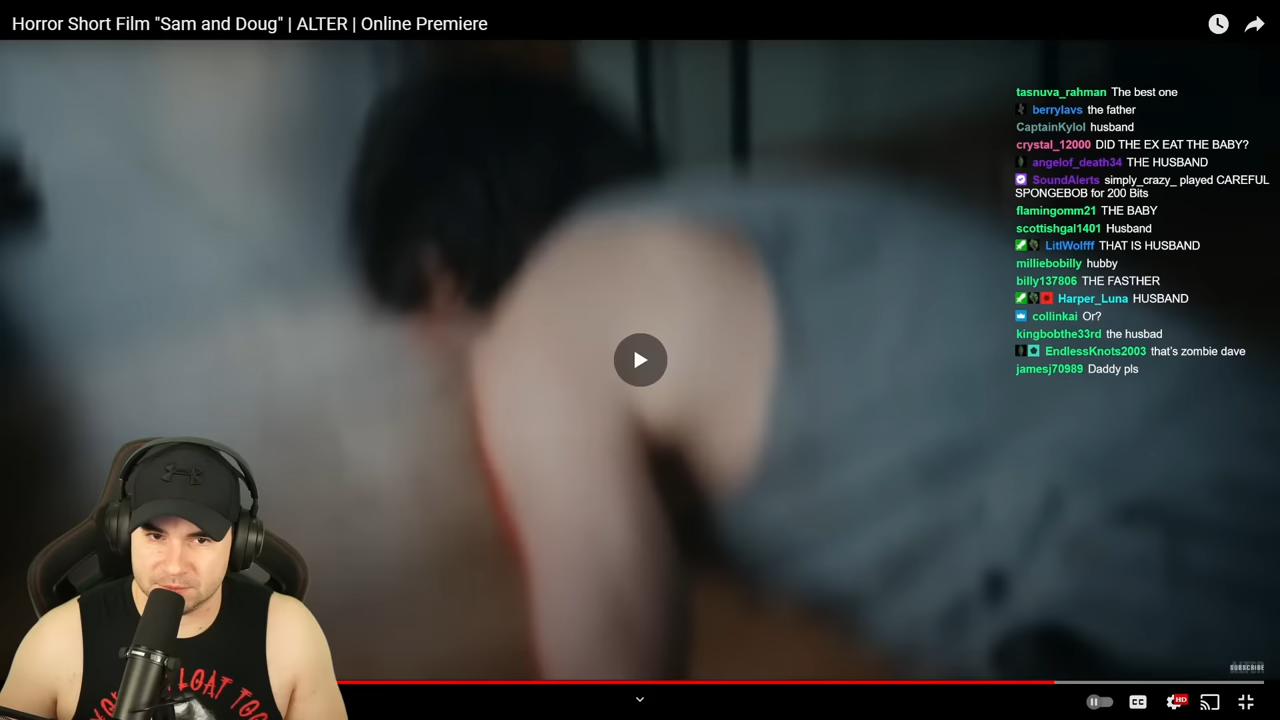 Horror Short Film "Sam and Doug" | ALTER | Online Premiere
tasnuva_rahman The best one
berrylavs the father
CaptainKylol husband
crystal_12000 DID THE EX EAT THE BABY?
angelof_death34 THE HUSBAND
SoundAlerts simply_crazy_ played CAREFUL
SPONGEBOB for 200 Bits
flamingomm21 THE BABY
scottishgal1401 Husband
LitlWolfff THAT IS HUSBAND
milliebobilly hubby
billy137806 THE FASTHER
Harper_Luna HUSBAND
collinkai Or?
kingbobthe33rd the husbad
EndlessKnots2003 that's zombie dave
jamesj70989 Daddy pls
ALTER
SUBSCRIBE
CC
HD